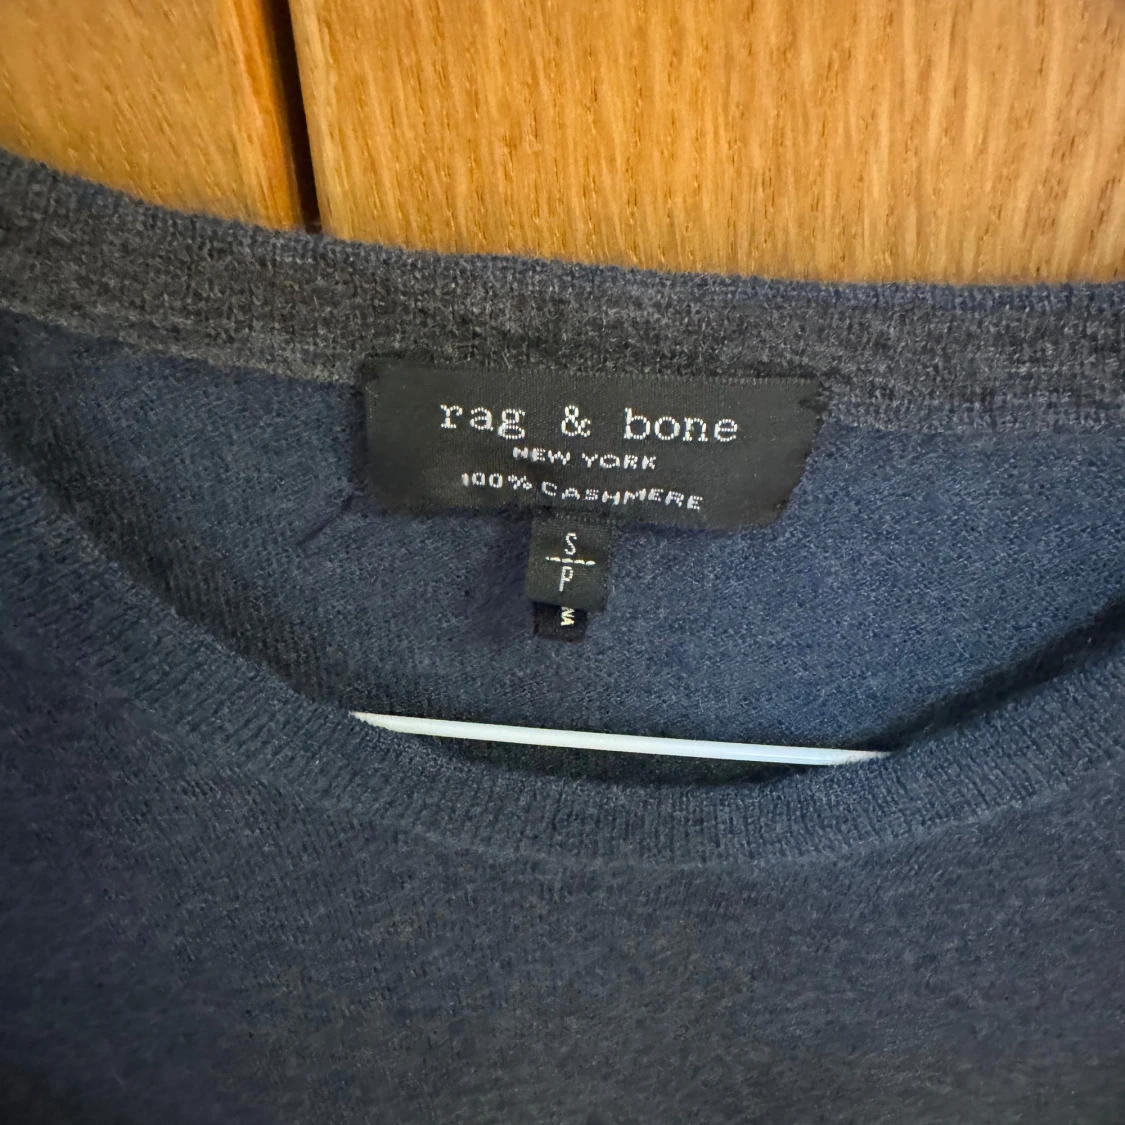 rag & bone
NEW YORK
100% CASHMERE
S
P